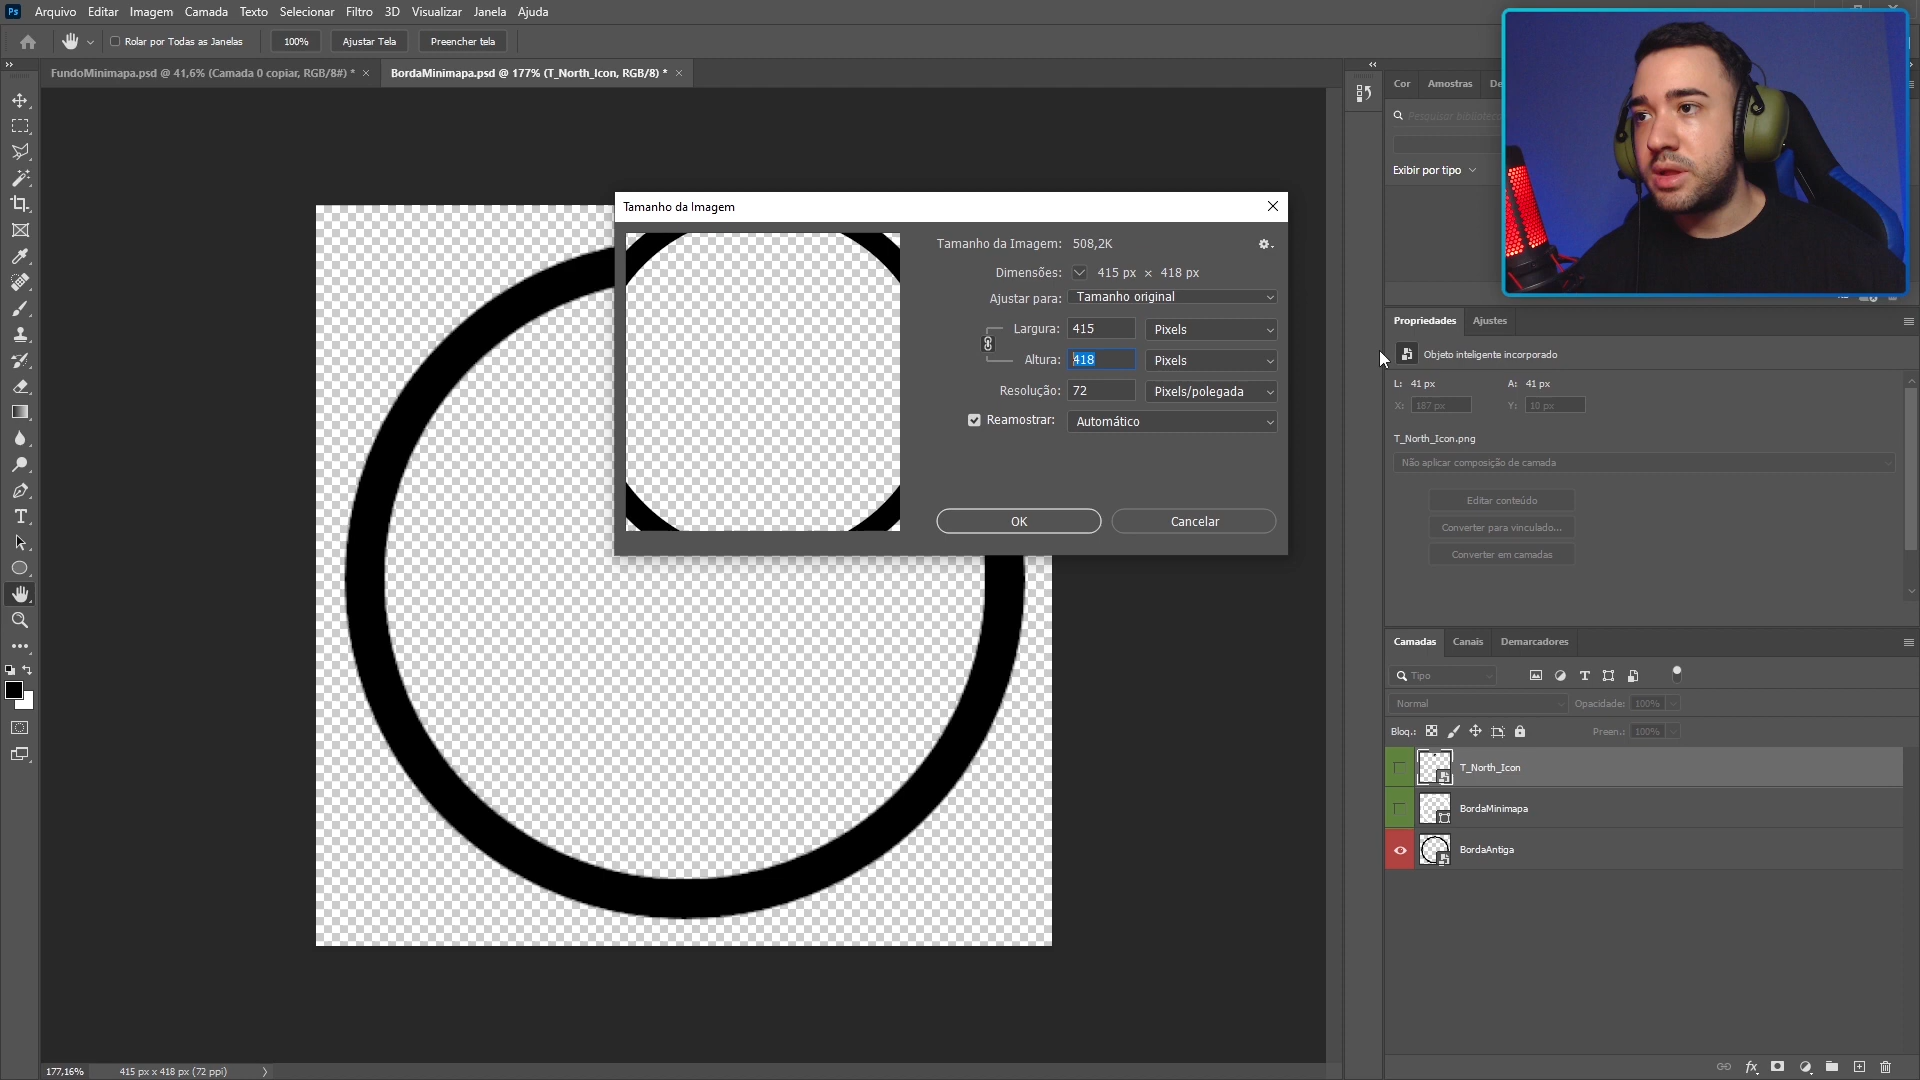 Ps Arquivo Editar Imagem Camada Texto Selecionar Filtro 3D Visualizar Janela Ajuda
Rolar por Todas as Janelas 100% Ajustar Tela Preencher tela
FundoMinimapa.psd @ 41,6% (Camada 0 copiar, RGB/8#) * × BordaMinimapa.psd @ 177% (T_North_Icon, RGB/8) * ×
Cor Amostras
Exibir por tipo
Tamanho da Imagem
Tamanho da Imagem: 508,2K
Dimensões: 415 px × 418 px
Ajustar para: Tamanho original
Largura: 415 Pixels
Altura: 418 Pixels
Resolução: 72 Pixels/polegada
Reamostrar: Automático
OK Cancelar
Propriedades Ajustes
Objeto inteligente incorporado
L: 41 px A: 41 px
X: 187 px Y: 10 px
T_North_Icon.png
Não aplicar composição de camada
Editar conteúdo
Converter para vinculado...
Converter em camadas
Camadas Canais Demarcadores
Tipo
Normal Opacidade: 100%
Bloq.: Preen.: 100%
T_North_Icon
BordaMinimapa
BordaAntiga
fx
177,16% 415 px x 418 px (72 ppi)